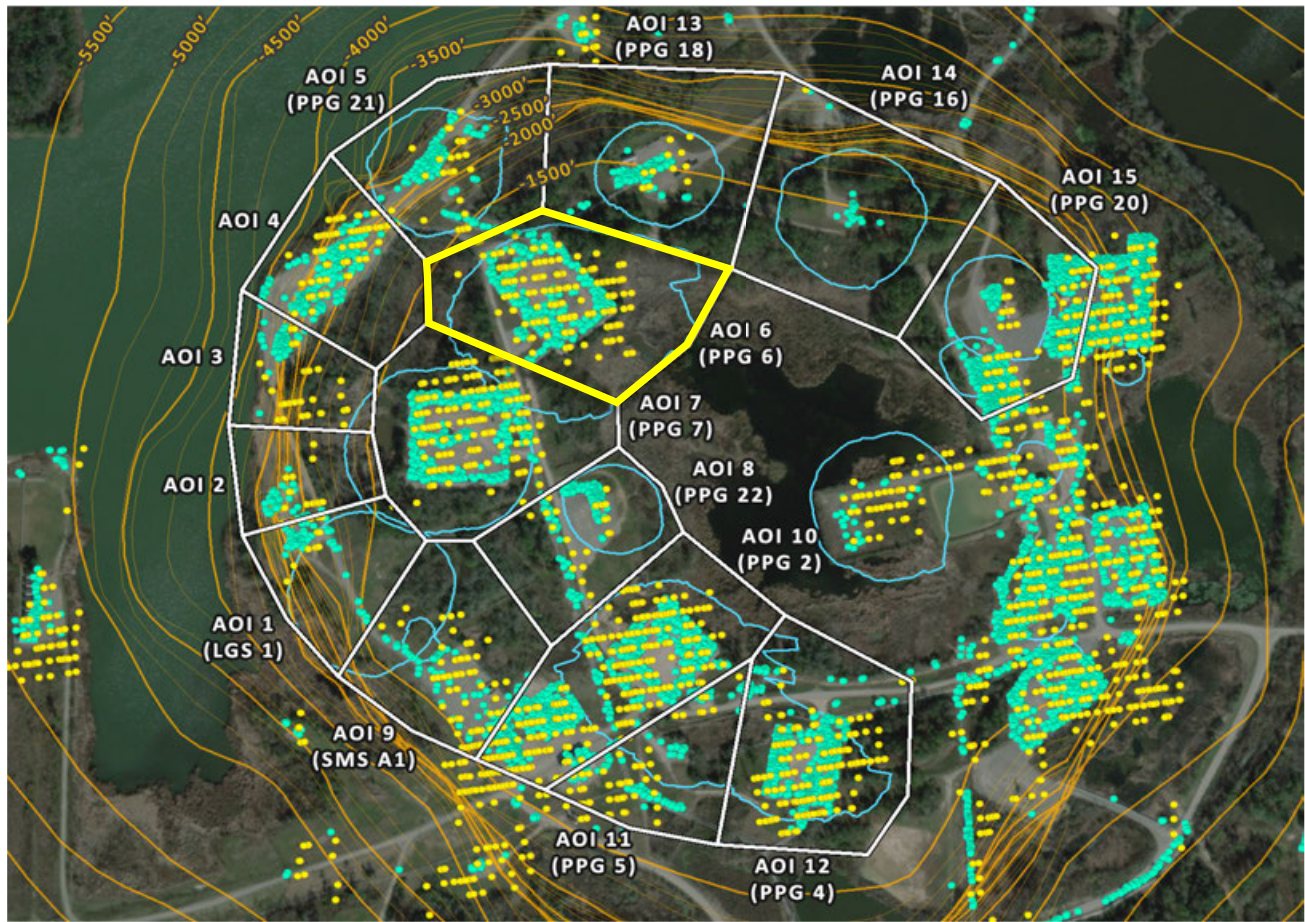 -5500'
-5000'
-4500'
-4000'
-3500'
-3000'
-2500'
-2000'
-1500'
AOI 13
(PPG 18)
AOI 14
(PPG 16)
AOI 5
(PPG 21)
AOI 15
(PPG 20)
AOI 4
AOI 3
AOI 6
(PPG 6)
AOI 7
(PPG 7)
AOI 2
AOI 8
(PPG 22)
AOI 10
(PPG 2)
AOI 1
(LGS 1)
AOI 9
(SMS A1)
AOI 11
(PPG 5)
AOI 12
(PPG 4)